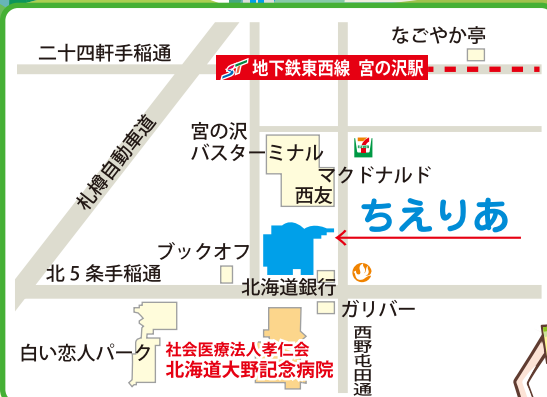 なごやか亭
二十四軒手稲通
ST 地下鉄東西線 宮の沢駅
宮の沢
バスターミナル
マクドナルド
西友
札樽自動車道
ちえりあ
ブックオフ
北5条手稲通
北海道銀行
ガリバー
白い恋人パーク
社会医療法人孝仁会
北海道大野記念病院
西野屯田通